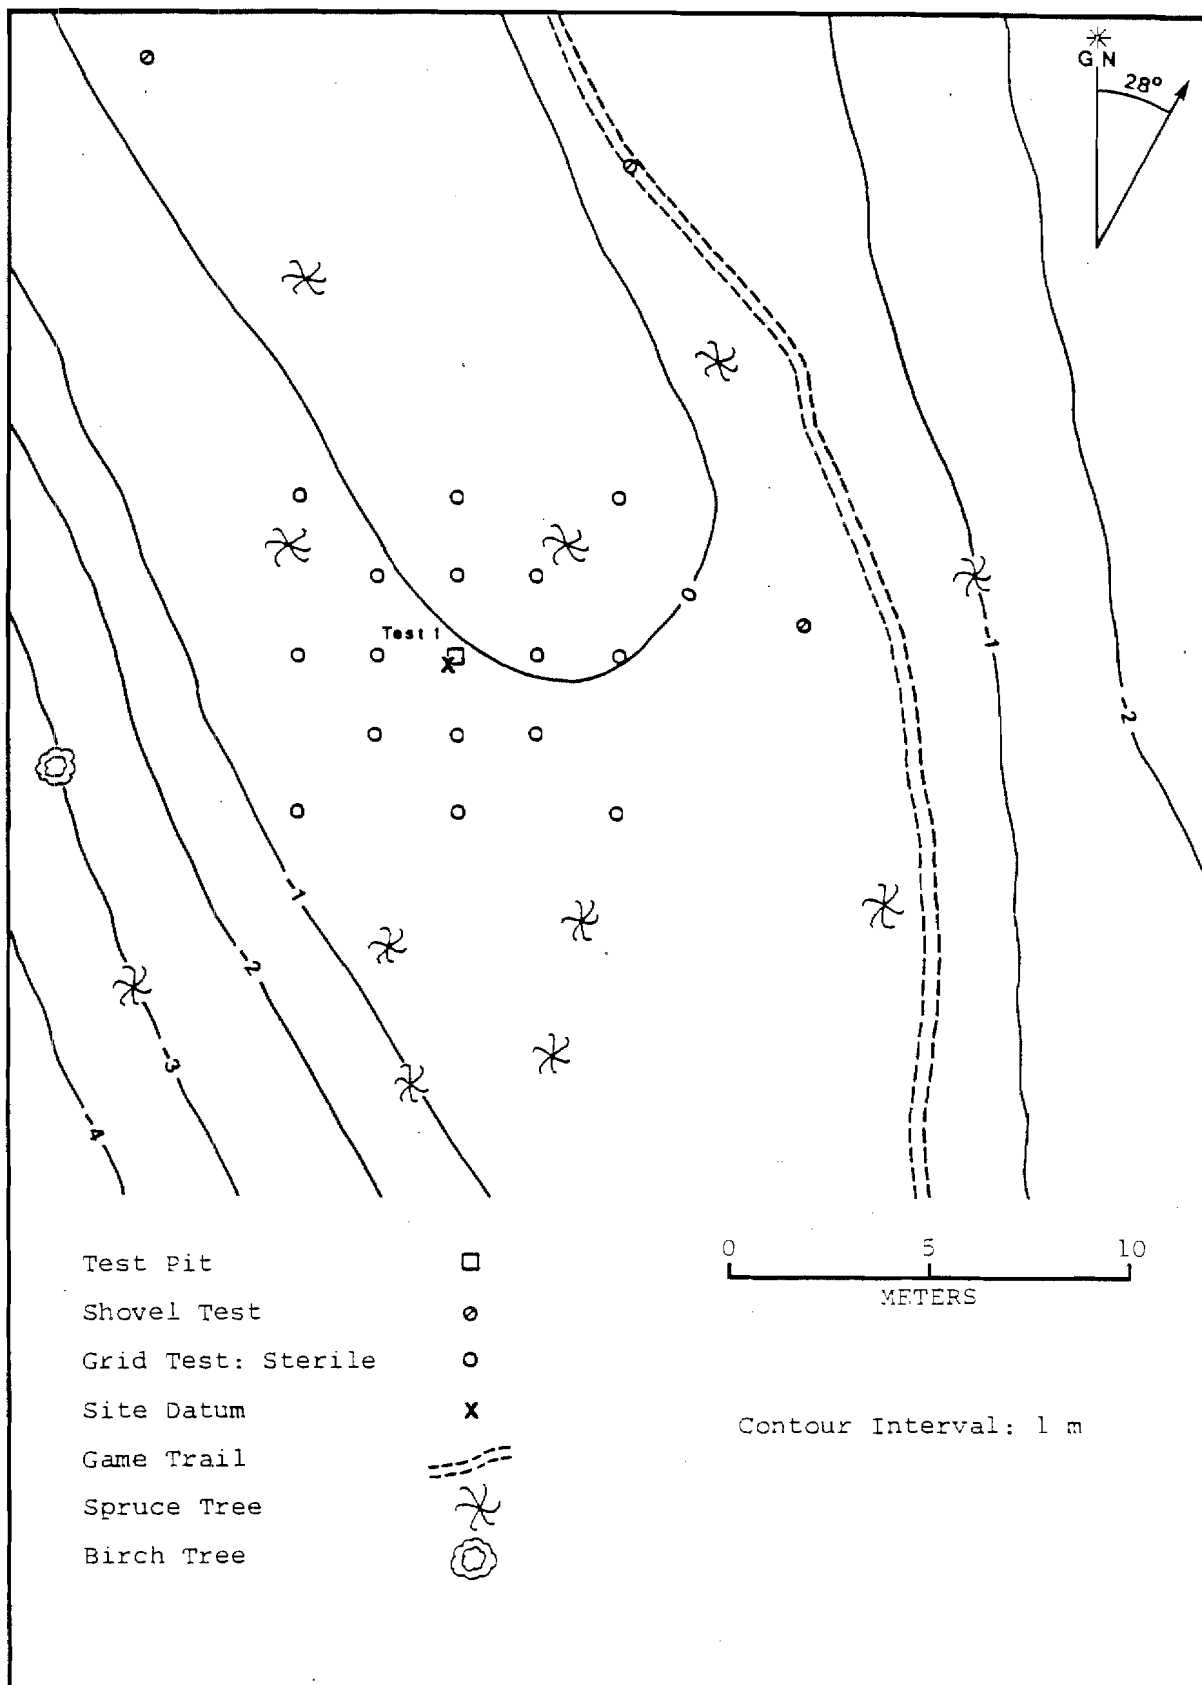 G N
28°
Test 1
0
-1
-2
-1
-2
-3
-4
Test Pit
Shovel Test
Grid Test: Sterile
Site Datum
Game Trail
Spruce Tree
Birch Tree
0 5 10
METERS
Contour Interval: 1 m